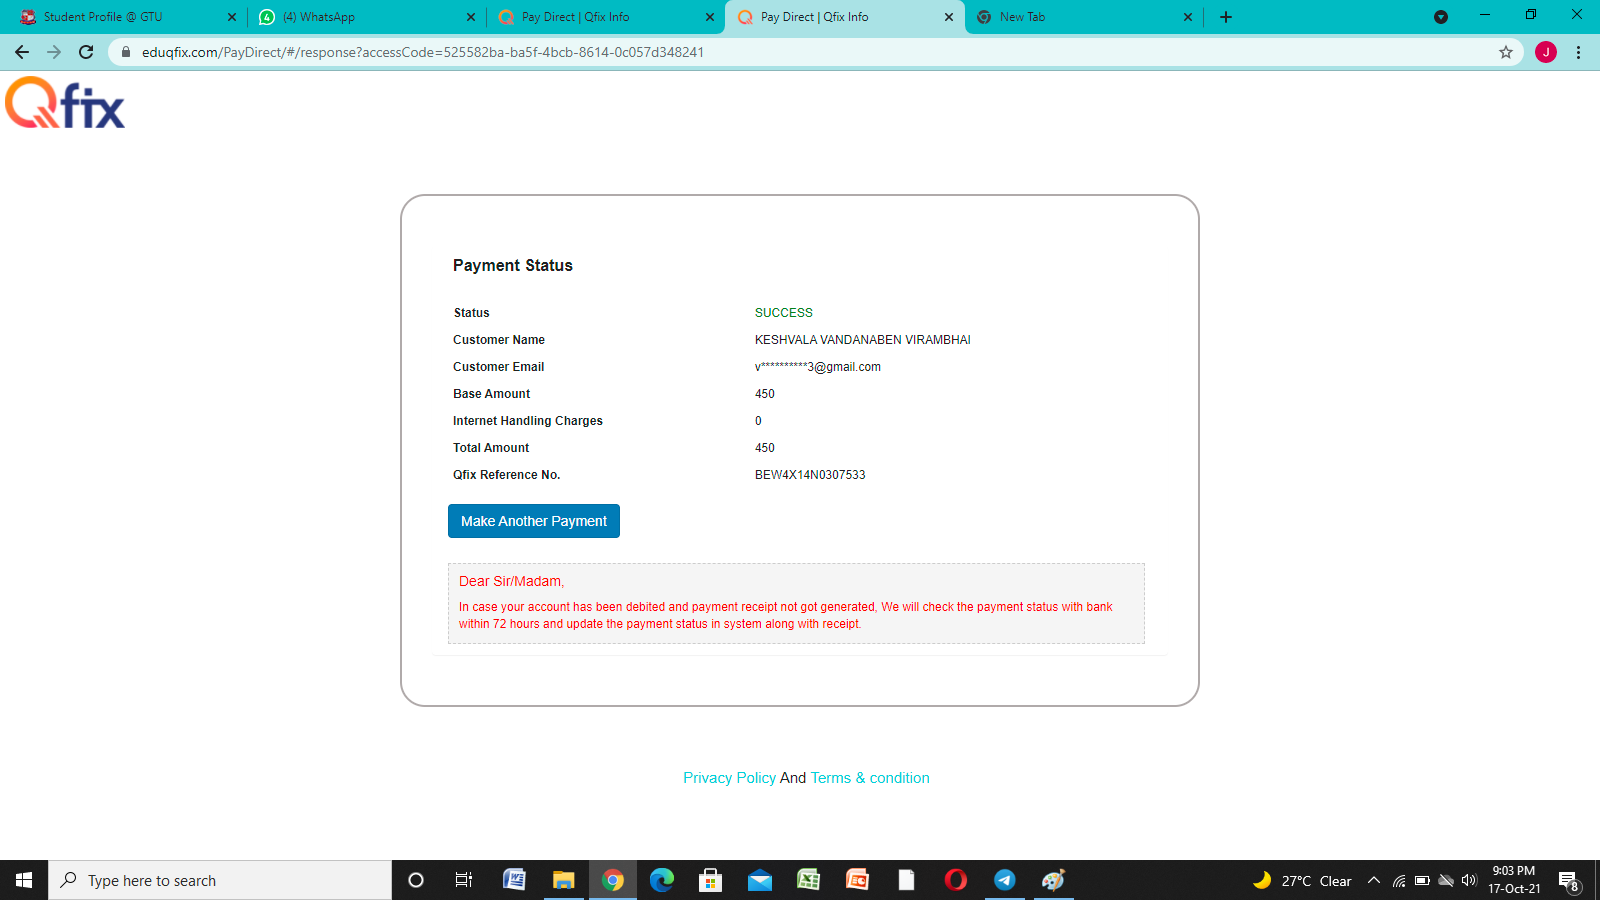 Student Profile @ GTU
(4) WhatsApp
Pay Direct | Qfix Info
Pay Direct | Qfix Info
New Tab
eduqfix.com/PayDirect/#/response?accessCode=525582ba-ba5f-4bcb-8614-0c057d348241
J
Qfix
Payment Status
Status SUCCESS
Customer Name KESHVALA VANDANABEN VIRAMBHAI
Customer Email v**********3@gmail.com
Base Amount 450
Internet Handling Charges 0
Total Amount 450
Qfix Reference No. BEW4X14N0307533
Make Another Payment
Dear Sir/Madam,
In case your account has been debited and payment receipt not got generated, We will check the payment status with bank
within 72 hours and update the payment status in system along with receipt.
Privacy Policy And Terms & condition
Type here to search
27°C Clear
9:03 PM
17-Oct-21
8